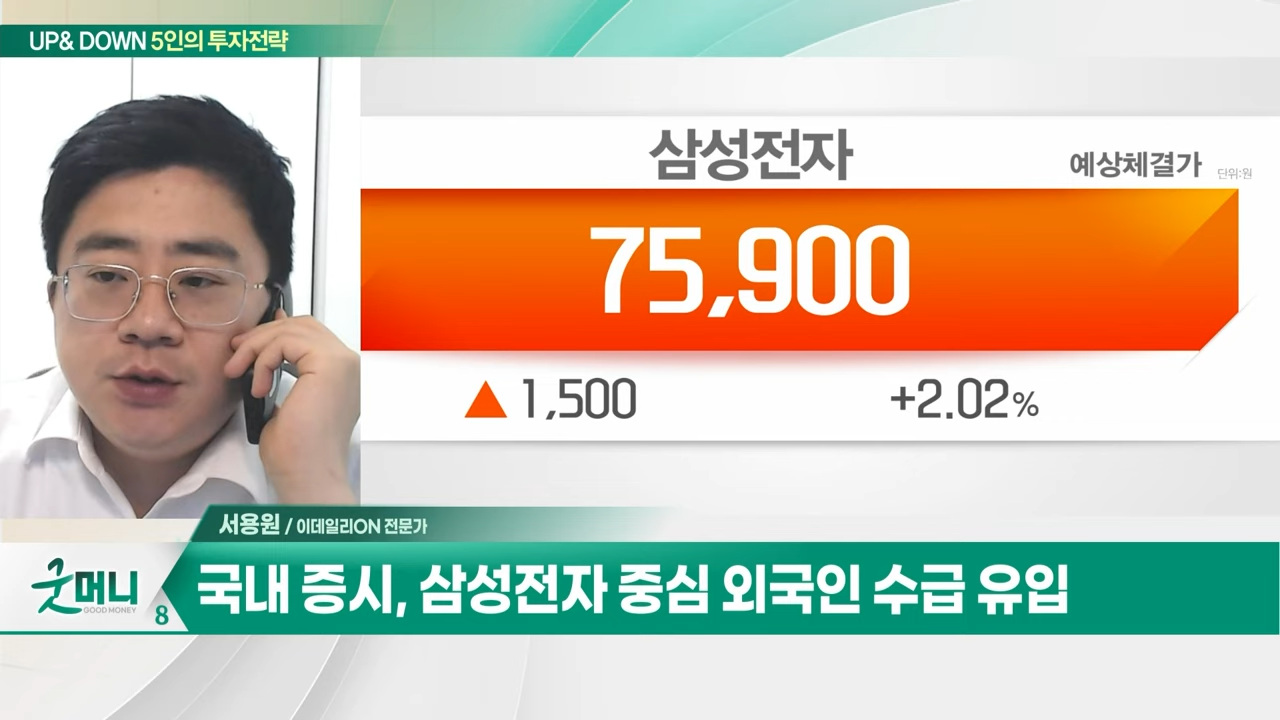 UP& DOWN 5인의 투자전략
삼성전자
예상체결가
단위:원
75,900
▲ 1,500
+2.02%
서용원 / 이데일리ON 전문가
굿머니
GOOD MONEY
8
국내 증시, 삼성전자 중심 외국인 수급 유입